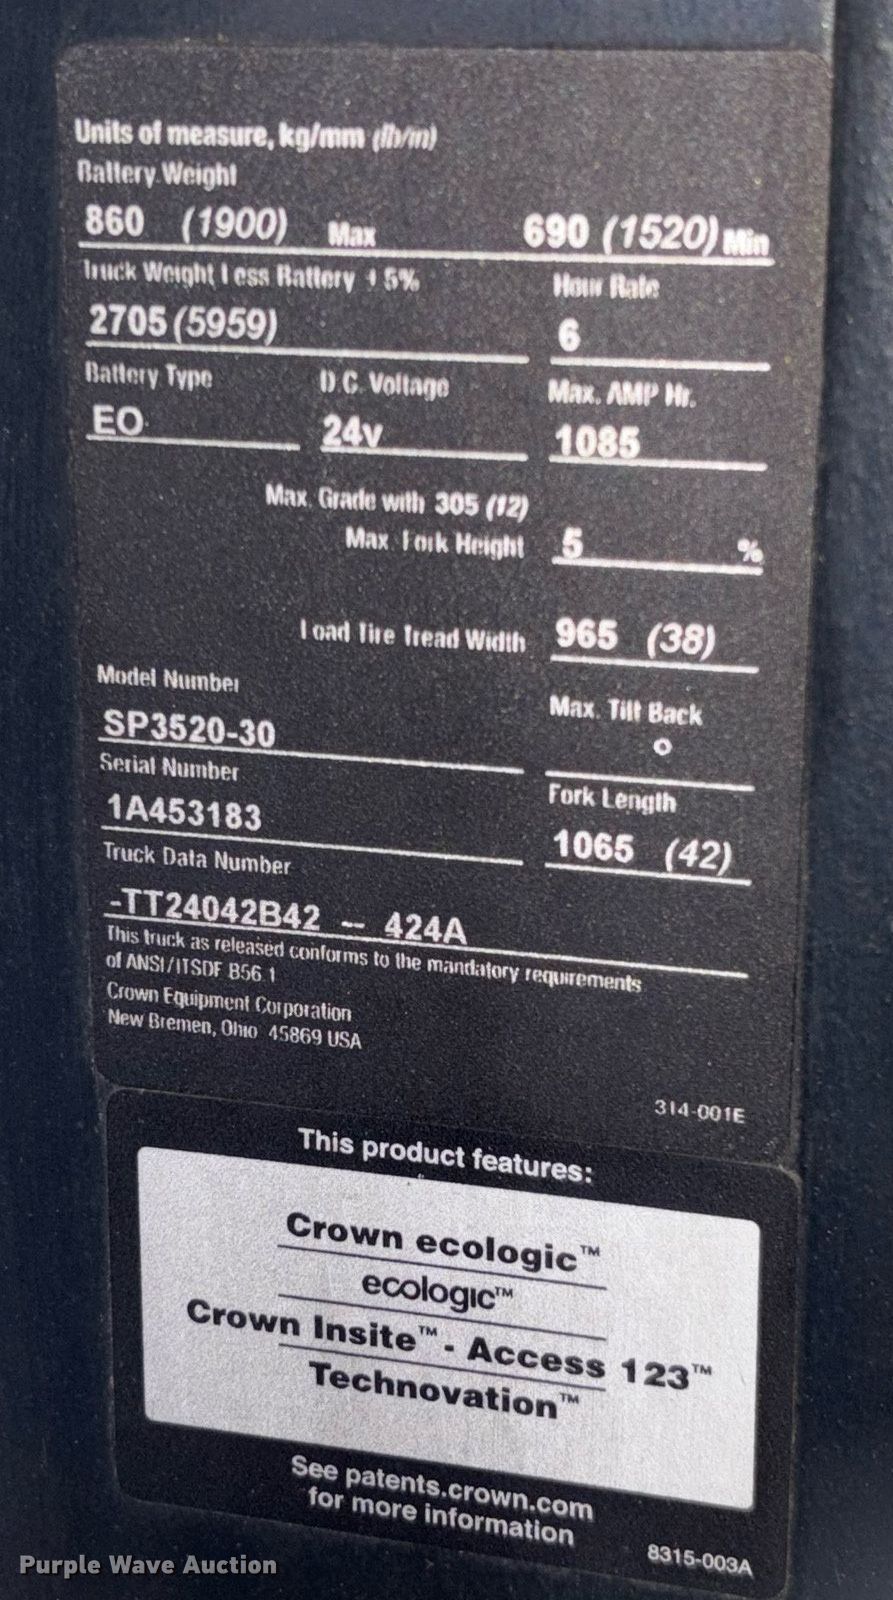 Units of measure, kg/mm (lb/in)
Battery Weight
860 (1900) Max 690 (1520) Min
Truck Weight Less Battery ±5% Hour Rate
2705 (5959) 6
Battery Type D.C. Voltage Max. AMP Hr.
EO 24v 1085
Max. Grade with 305 (12)
Max. Fork Height 5 %
Load Tire Tread Width 965 (38)
Model Number Max. Tilt Back
SP3520-30 °
Serial Number Fork Length
1A453183 1065 (42)
Truck Data Number
-TT24042B42 -- 424A
This truck as released conforms to the mandatory requirements
of ANSI/ITSDF B56.1
Crown Equipment Corporation
New Bremen, Ohio 45869 USA
314-001E
This product features:
Crown ecologic™
ecologic™
Crown Insite™ - Access 123™
Technovation™
See patents.crown.com
for more information
8315-003A
Purple Wave Auction